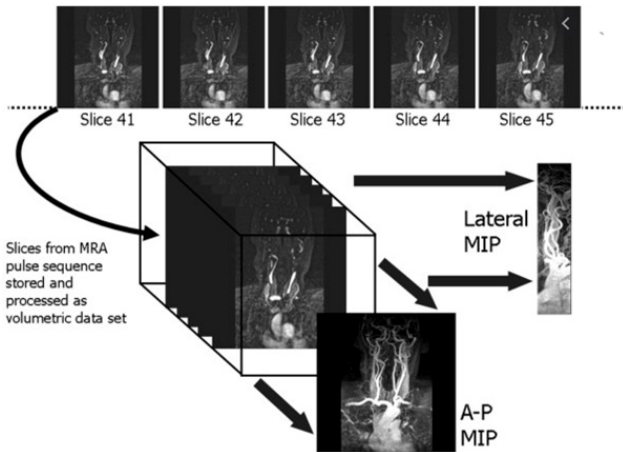 Slice 41
Slice 42
Slice 43
Slice 44
Slice 45
Slices from MRA
pulse sequence
stored and
processed as
volumetric data set
Lateral
MIP
A-P
MIP